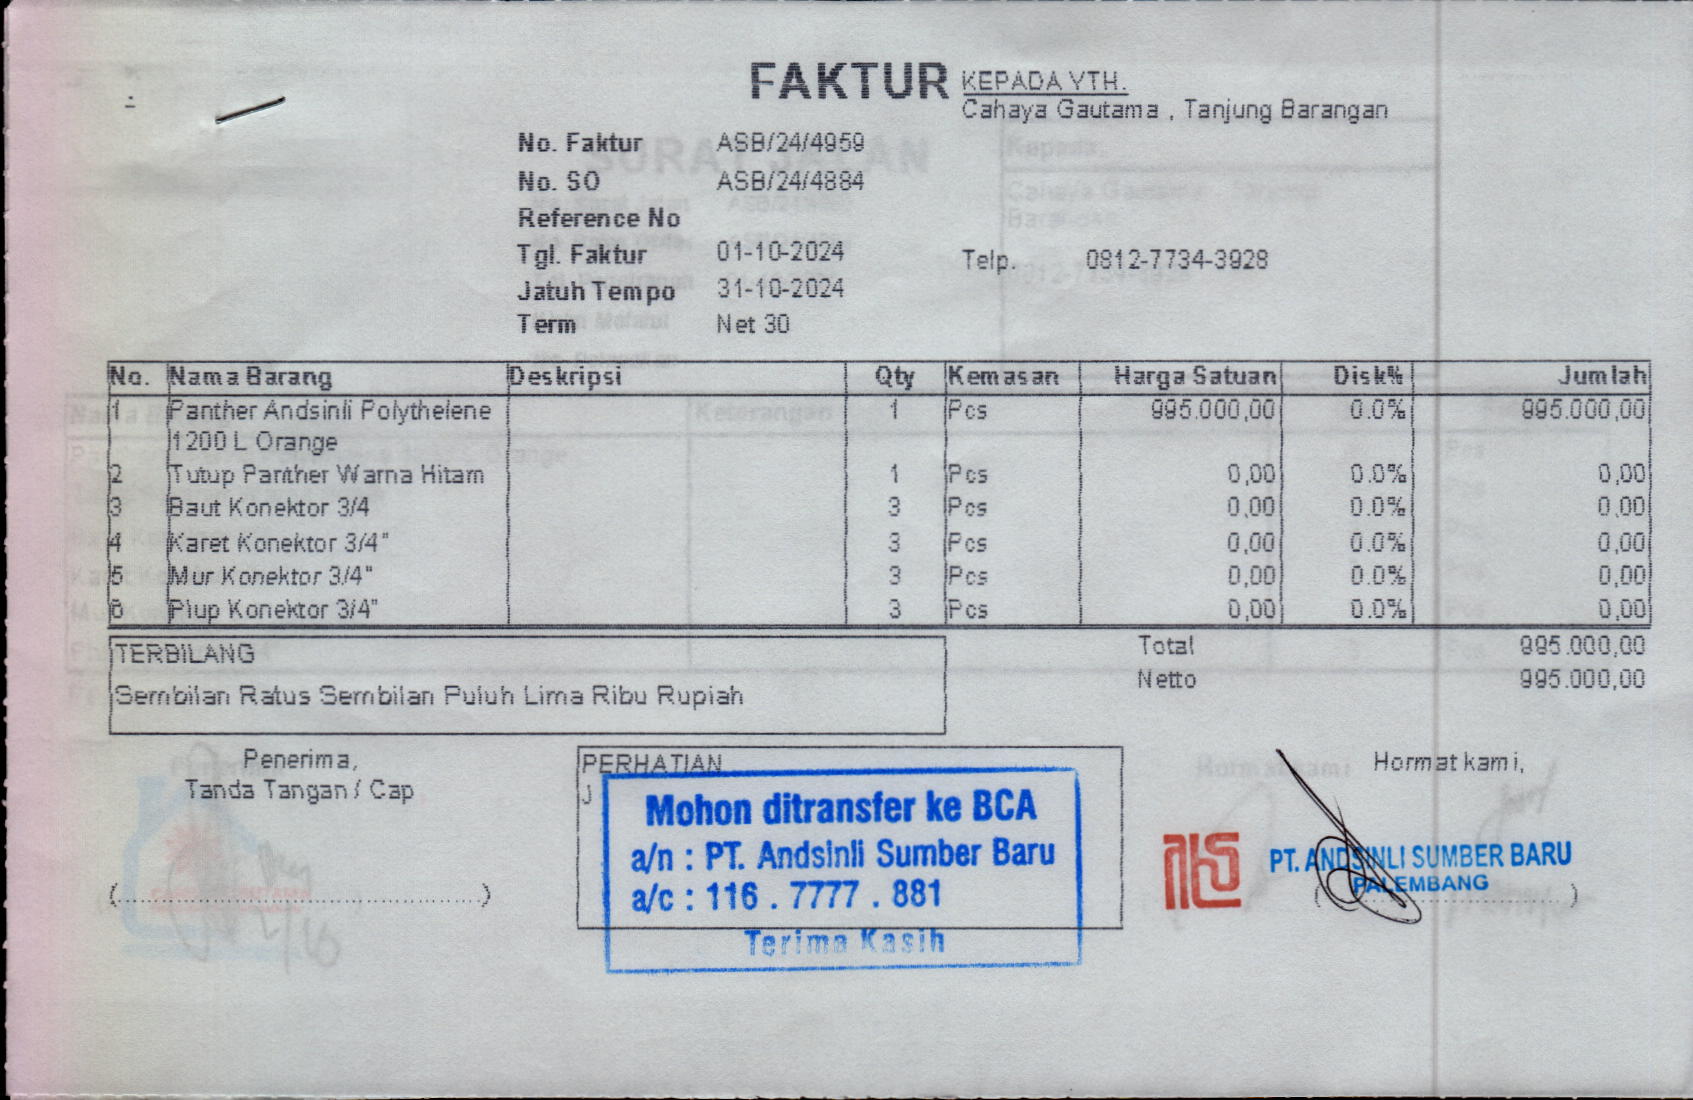 FAKTUR
KEPADA YTH.
Cahaya Gautama , Tanjung Barangan
No. Faktur ASB/24/4959
No. SO ASB/24/4884
Reference No
Tgl. Faktur 01-10-2024
Telp. 0812-7734-3928
Jatuh Tempo 31-10-2024
Term Net 30
No. Nama Barang Deskripsi Qty Kemasan Harga Satuan Disk% Jumlah
1 Panther Andsinli Polythelene 1 Pcs 995.000,00 0.0% 995.000,00
1200 L Orange
2 Tutup Panther Warna Hitam 1 Pcs 0,00 0.0% 0,00
3 Baut Konektor 3/4 3 Pcs 0,00 0.0% 0,00
4 Karet Konektor 3/4" 3 Pcs 0,00 0.0% 0,00
5 Mur Konektor 3/4" 3 Pcs 0,00 0.0% 0,00
6 Plup Konektor 3/4" 3 Pcs 0,00 0.0% 0,00
TERBILANG
Sembilan Ratus Sembilan Puluh Lima Ribu Rupiah
Total 995.000,00
Netto 995.000,00
Penerima,
Tanda Tangan / Cap
(....................)
PERHATIAN
J
Mohon ditransfer ke BCA
a/n : PT. Andsinli Sumber Baru
a/c : 116 . 7777 . 881
Terima Kasih
Hormat kami,
PT. ANDSINLI SUMBER BARU
PALEMBANG
(....................)